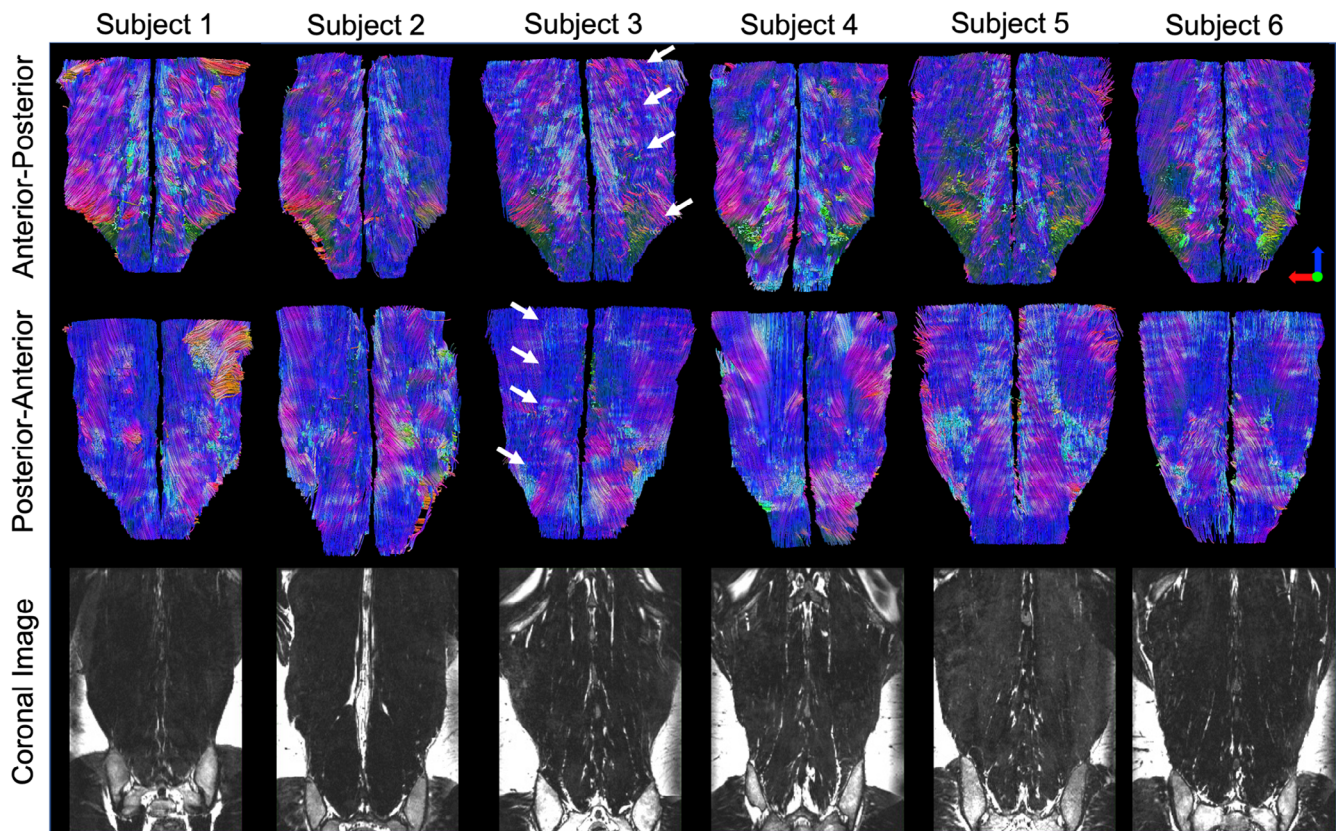 Subject 1
Subject 2
Subject 3
Subject 4
Subject 5
Subject 6
Anterior-Posterior
Posterior-Anterior
Coronal Image